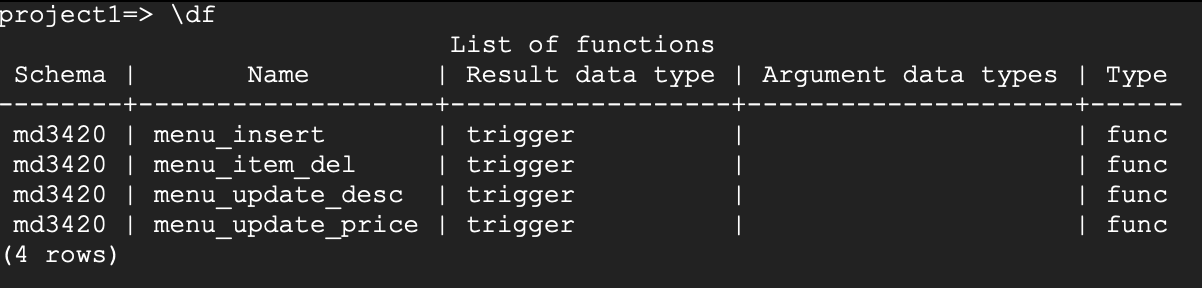 project1=> \df
                              List of functions
 Schema |       Name        | Result data type | Argument data types | Type
--------+-------------------+------------------+---------------------+------
 md3420 | menu_insert       | trigger          |                     | func
 md3420 | menu_item_del     | trigger          |                     | func
 md3420 | menu_update_desc  | trigger          |                     | func
 md3420 | menu_update_price | trigger          |                     | func
(4 rows)